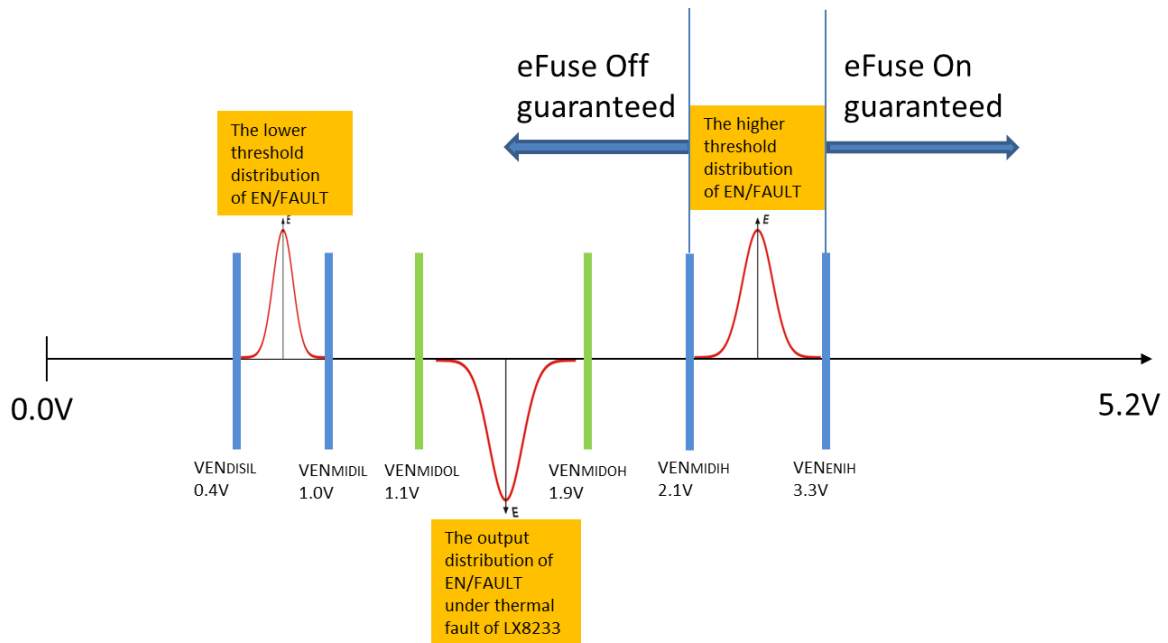 eFuse Off
guaranteed
eFuse On
guaranteed
The lower
threshold
distribution
of EN/FAULT
The higher
threshold
distribution
of EN/FAULT
E
E
0.0V
5.2V
VENDISIL
0.4V
VENMIDIL
1.0V
VENMIDOL
1.1V
VENMIDOH
1.9V
VENMIDIH
2.1V
VENENIH
3.3V
E
The output
distribution of
EN/FAULT
under thermal
fault of LX8233